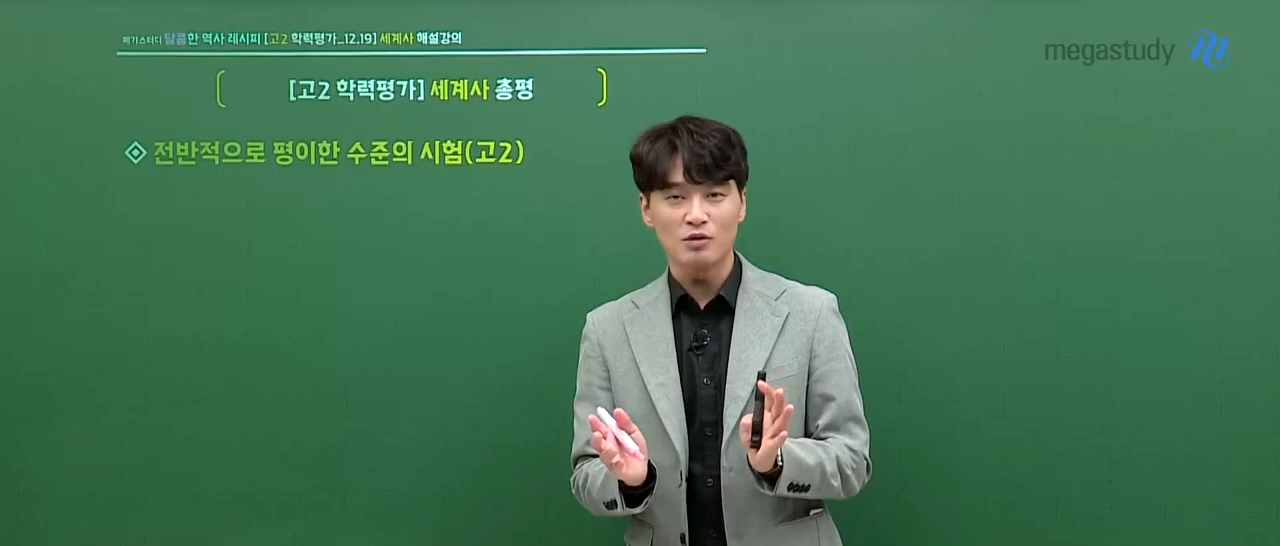 메가스터디 달콤한 역사 레시피 [고2 학력평가_12.19] 세계사 해설강의
megastudy
[고2 학력평가] 세계사 총평
전반적으로 평이한 수준의 시험(고2)